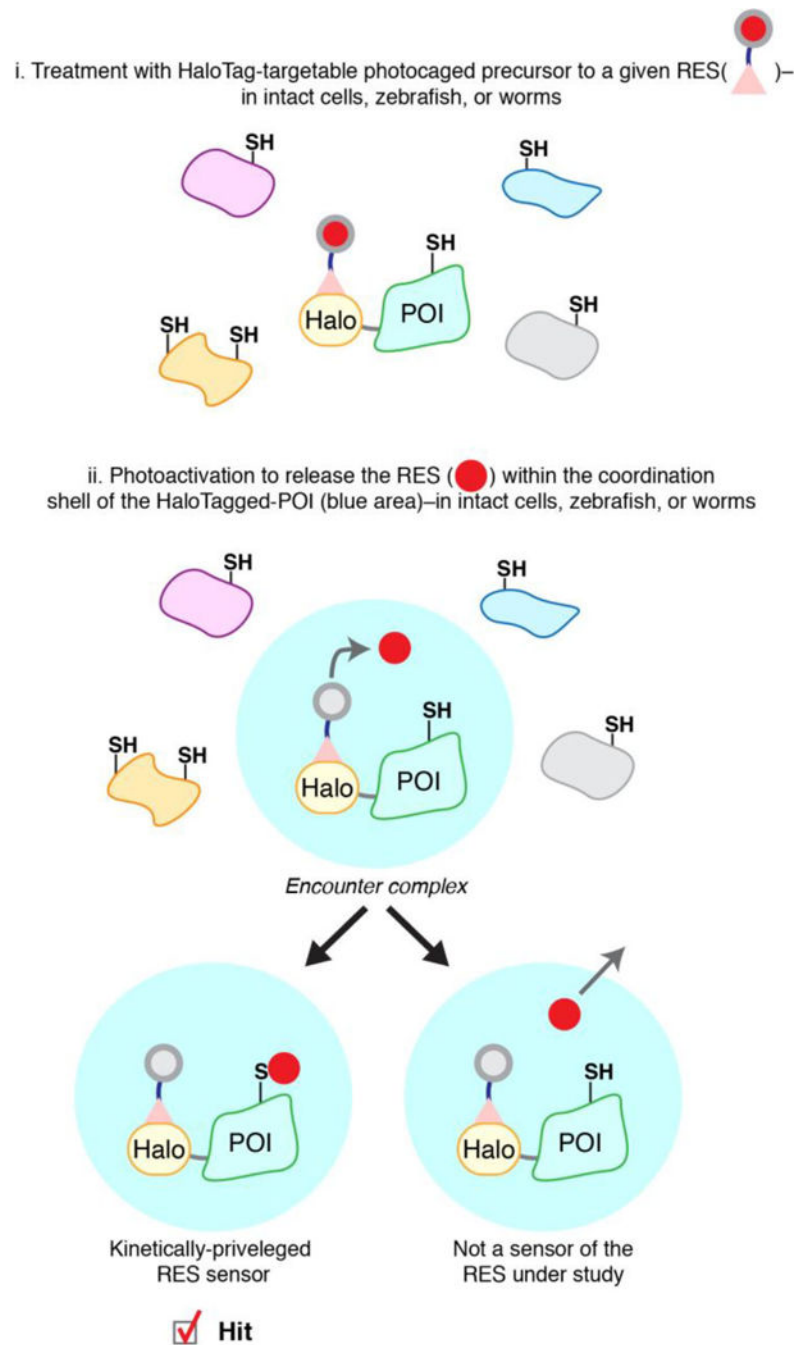 i. Treatment with HaloTag-targetable photocaged precursor to a given RES( )–
in intact cells, zebrafish, or worms
SH
SH
SH
Halo
POI
SH
SH
SH
ii. Photoactivation to release the RES ( ) within the coordination
shell of the HaloTagged-POI (blue area)–in intact cells, zebrafish, or worms
SH
SH
SH
SH
SH
SH
Halo
POI
Encounter complex
S
SH
Halo
POI
Halo
POI
Kinetically-priveleged
RES sensor
Not a sensor of the
RES under study
Hit